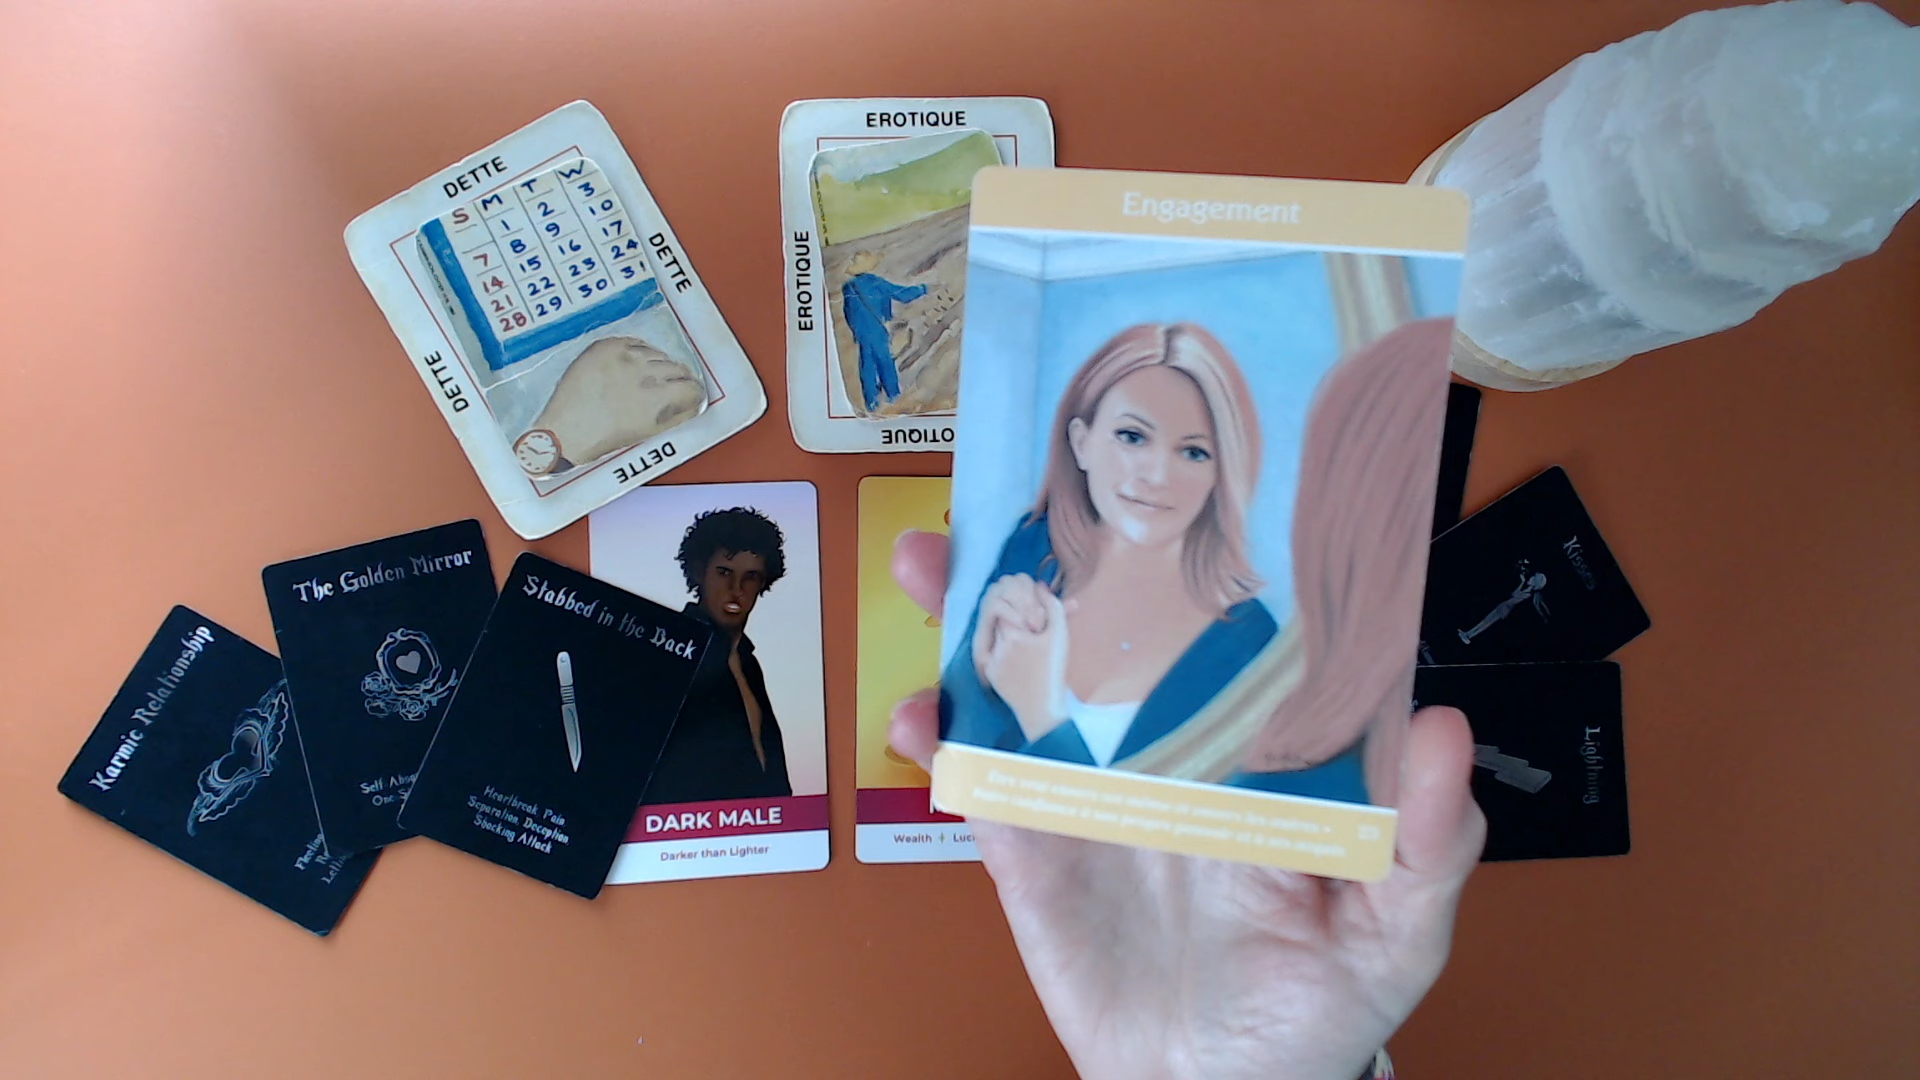 DETTE
DETTE
DETTE
DETTE
S M T W
1 2 3
7 8 9 10
14 15 16 17
21 22 23 24
28 29 30 31
EROTIQUE
EROTIQUE
Engagement
Être
Karmic Relationship
The Golden Mirror
Stabbed in the Back
Heartbreak Pain
Separation Deception
Shocking Attack
DARK MALE
Darker than Lighter
Wealth
Kisses
Lightning